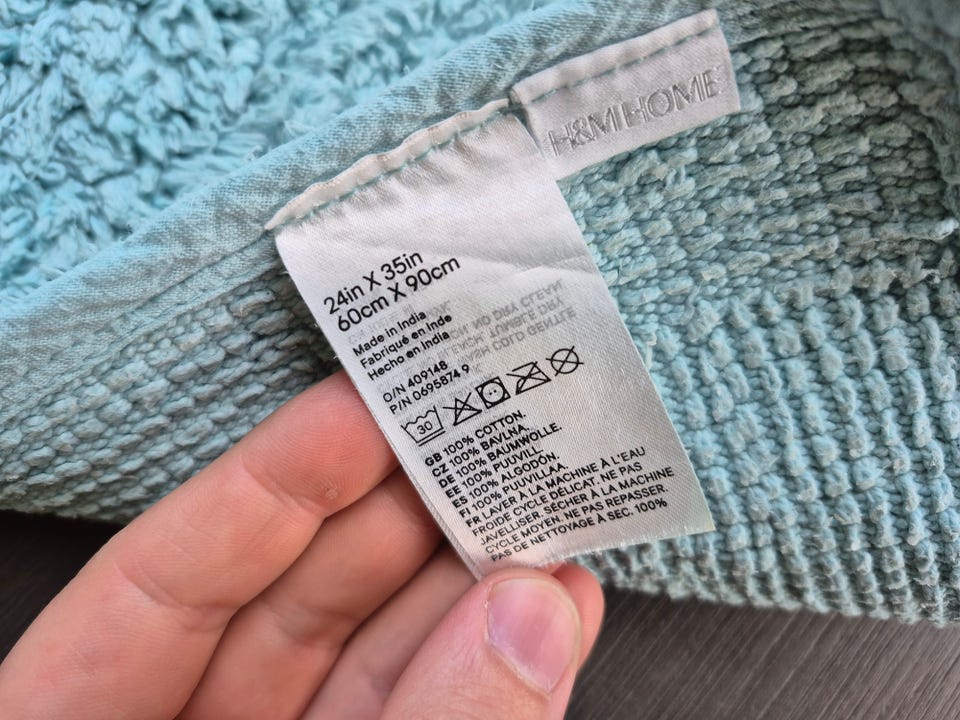 H&M HOME
24in X 35in
60cm X 90cm
Made in India
Fabriqué en Inde
Hecho en India
O/N 409148
P/N 0695874 9
30
GB 100% COTTON.
CZ 100% BAVLNA.
DE 100% BAUMWOLLE.
EE 100% PUUVILL.
ES 100% ALGODÓN.
FI 100% PUUVILLAA.
FR LAVER À LA MACHINE À L'EAU
FROIDE CYCLE DÉLICAT. NE PAS
JAVELLISER. SÉCHER À LA MACHINE
CYCLE MOYEN. NE PAS REPASSER.
PAS DE NETTOYAGE À SEC. 100%